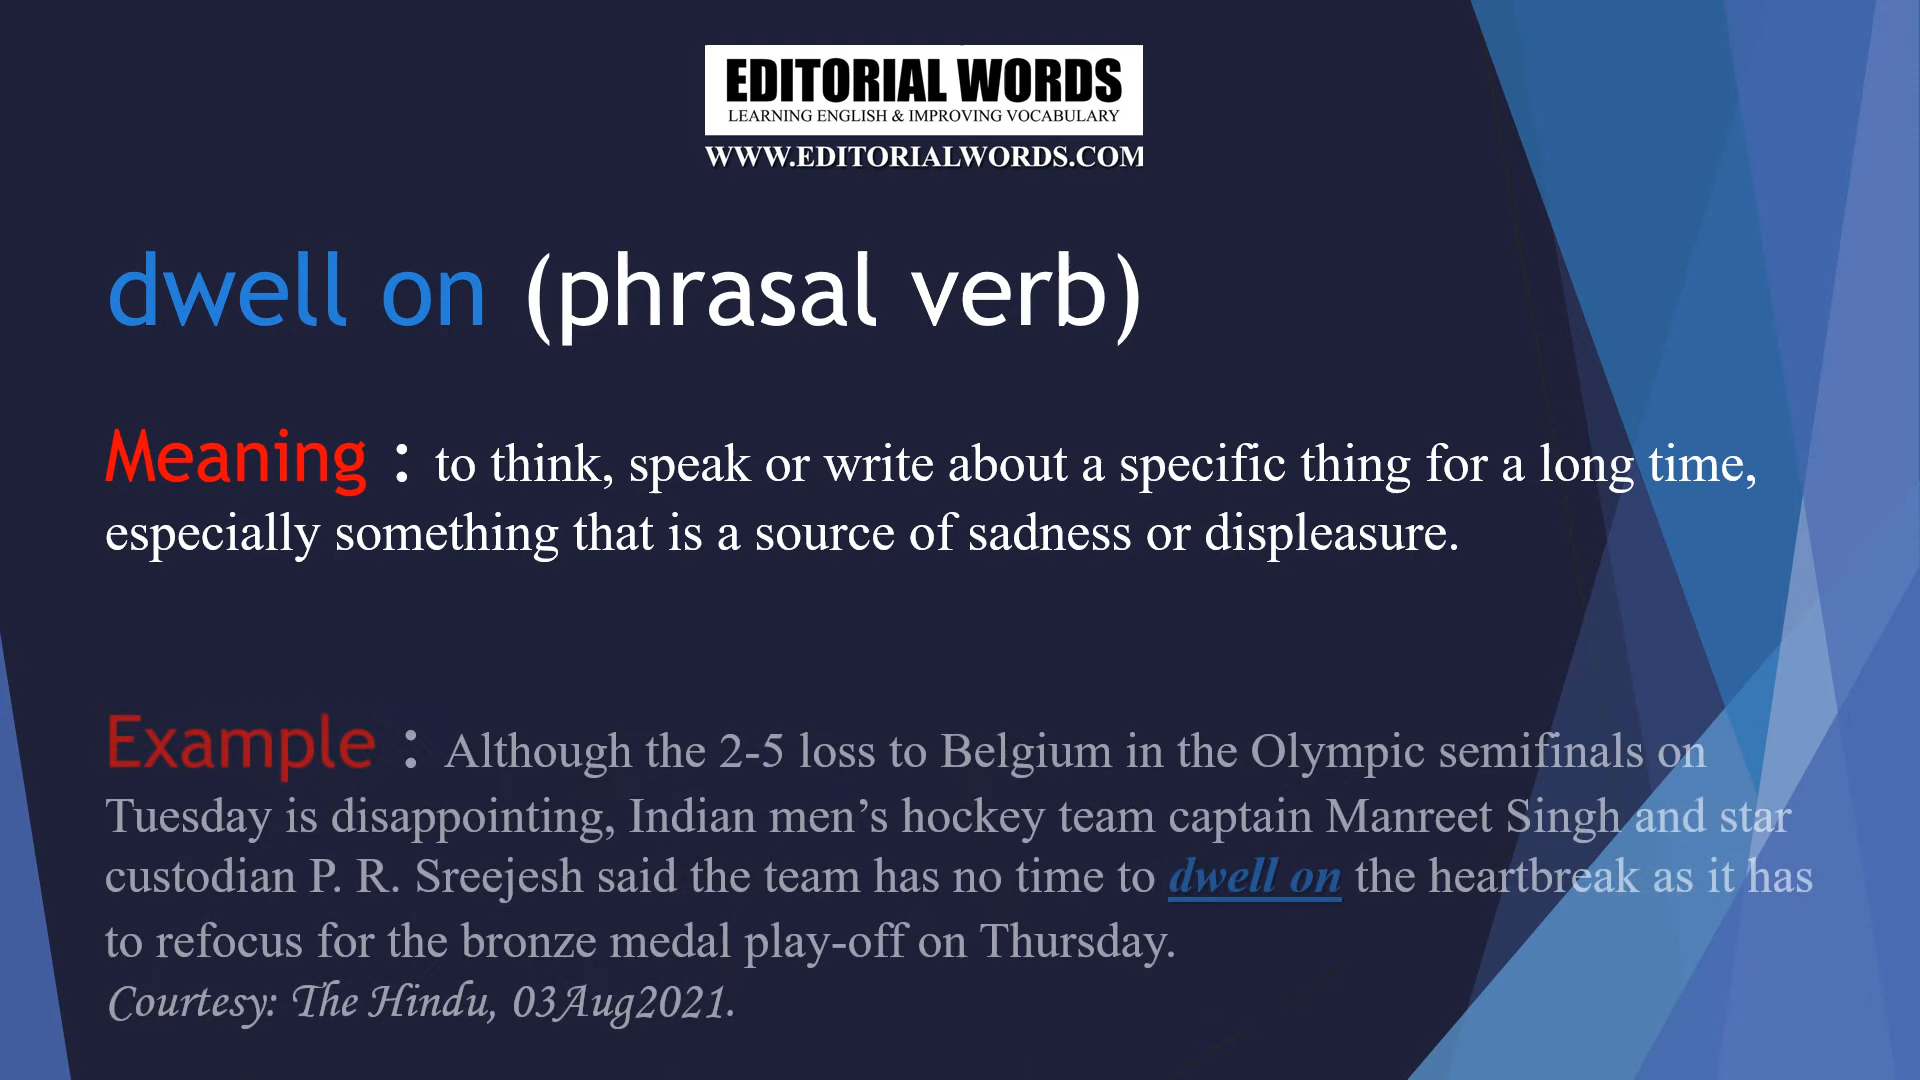 EDITORIAL WORDS
LEARNING ENGLISH & IMPROVING VOCABULARY
WWW.EDITORIALWORDS.COM
dwell on (phrasal verb)
Meaning : to think, speak or write about a specific thing for a long time,
especially something that is a source of sadness or displeasure.
Example : Although the 2-5 loss to Belgium in the Olympic semifinals on
Tuesday is disappointing, Indian men’s hockey team captain Manreet Singh and star
custodian P. R. Sreejesh said the team has no time to dwell on the heartbreak as it has
to refocus for the bronze medal play-off on Thursday.
Courtesy: The Hindu, 03Aug2021.